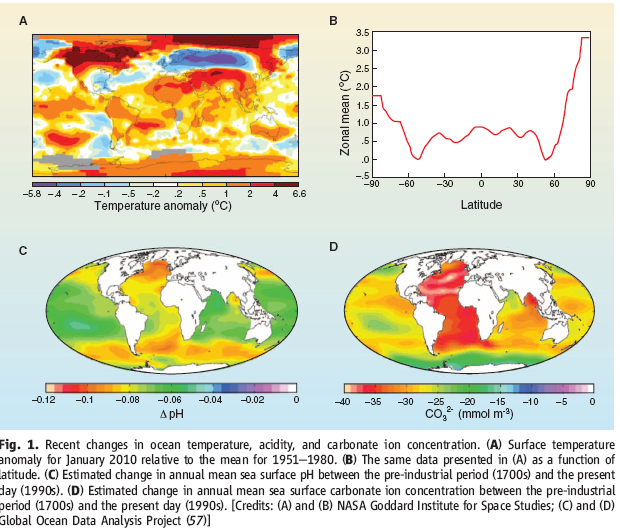 A
B
3.5
3.0
2.5
2.0
1.5
1.0
.5
.0
-.5
Zonal mean (°C)
-90 -60 -30 0 30 60 90
Latitude
-5.8 -4 -2 -.1 -.5 -.2 .2 .5 1 2 4 6.6
Temperature anomaly (°C)
C
D
-0.12 -0.1 -0.08 -0.06 -0.04 -0.02 0
Δ pH
-40 -35 -30 -25 -20 -15 -10 -5 0
CO₃²⁻ (mmol m⁻³)
Fig. 1. Recent changes in ocean temperature, acidity, and carbonate ion concentration. (A) Surface temperature
anomaly for January 2010 relative to the mean for 1951–1980. (B) The same data presented in (A) as a function of
latitude. (C) Estimated change in annual mean sea surface pH between the pre-industrial period (1700s) and the present
day (1990s). (D) Estimated change in annual mean sea surface carbonate ion concentration between the pre-industrial
period (1700s) and the present day (1990s). [Credits: (A) and (B) NASA Goddard Institute for Space Studies; (C) and (D)
Global Ocean Data Analysis Project (57)]